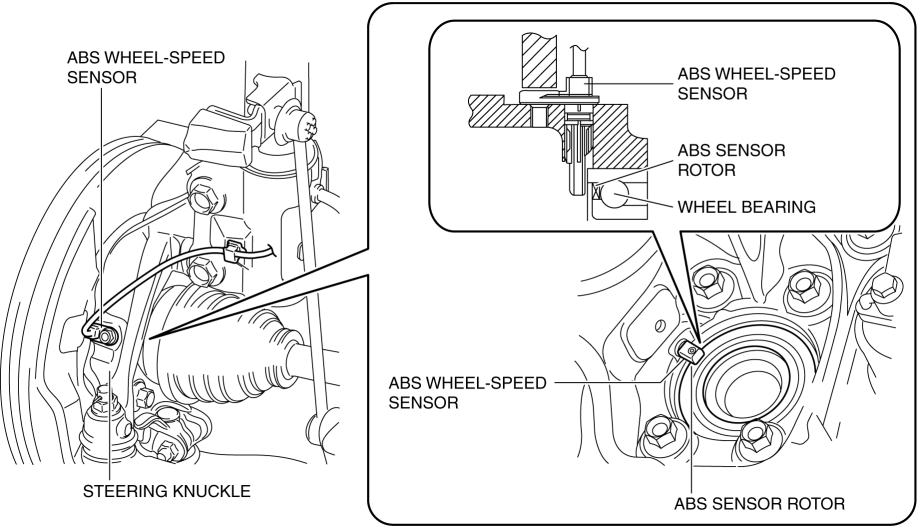 ABS WHEEL-SPEED
SENSOR
STEERING KNUCKLE
ABS WHEEL-SPEED
SENSOR
ABS SENSOR
ROTOR
WHEEL BEARING
ABS WHEEL-SPEED
SENSOR
ABS SENSOR ROTOR